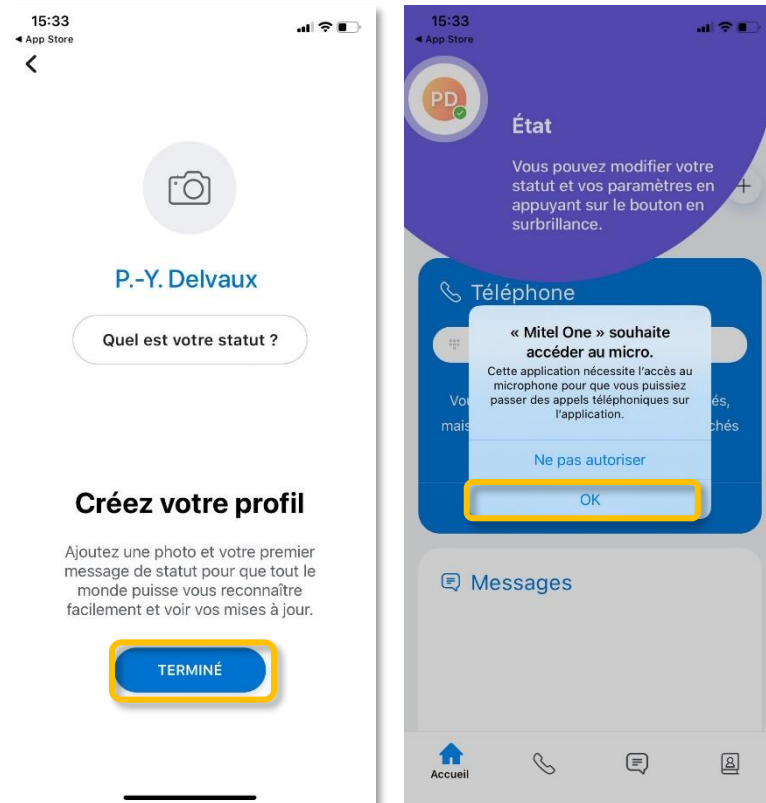 15:33
◀ App Store
P.-Y. Delvaux
Quel est votre statut ?
Créez votre profil
Ajoutez une photo et votre premier
message de statut pour que tout le
monde puisse vous reconnaître
facilement et voir vos mises à jour.
TERMINÉ
15:33
◀ App Store
PD
État
Vous pouvez modifier votre
statut et vos paramètres en
appuyant sur le bouton en
surbrillance.
Téléphone
« Mitel One » souhaite
accéder au micro.
Cette application nécessite l'accès au
microphone pour que vous puissiez
passer des appels téléphoniques sur
l'application.
Ne pas autoriser
OK
Messages
Accueil